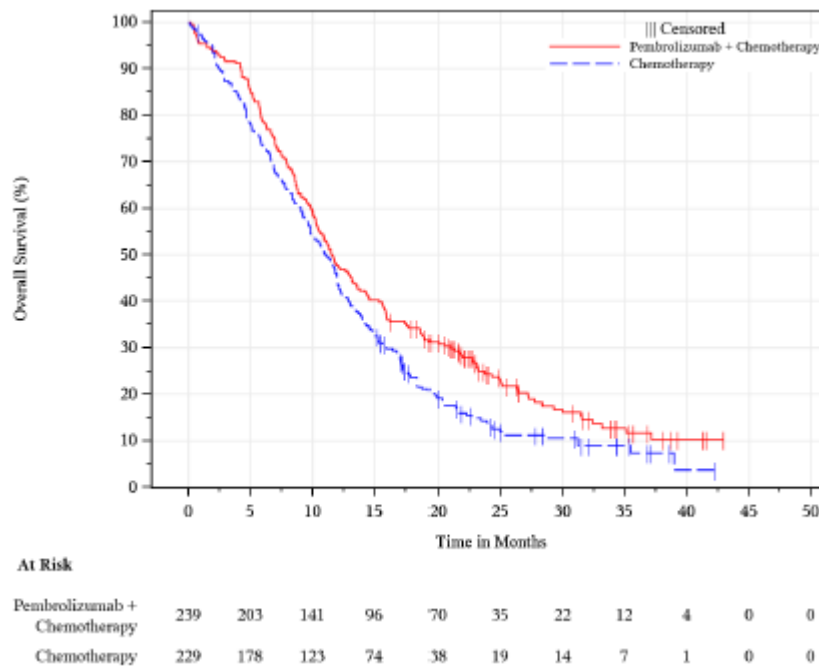 ||| Censored
Pembrolizumab + Chemotherapy
Chemotherapy
Overall Survival (%)
100
90
80
70
60
50
40
30
20
10
0
0 5 10 15 20 25 30 35 40 45 50
Time in Months
At Risk
Pembrolizumab +
Chemotherapy
239 203 141 96 70 35 22 12 4 0 0
Chemotherapy
229 178 123 74 38 19 14 7 1 0 0